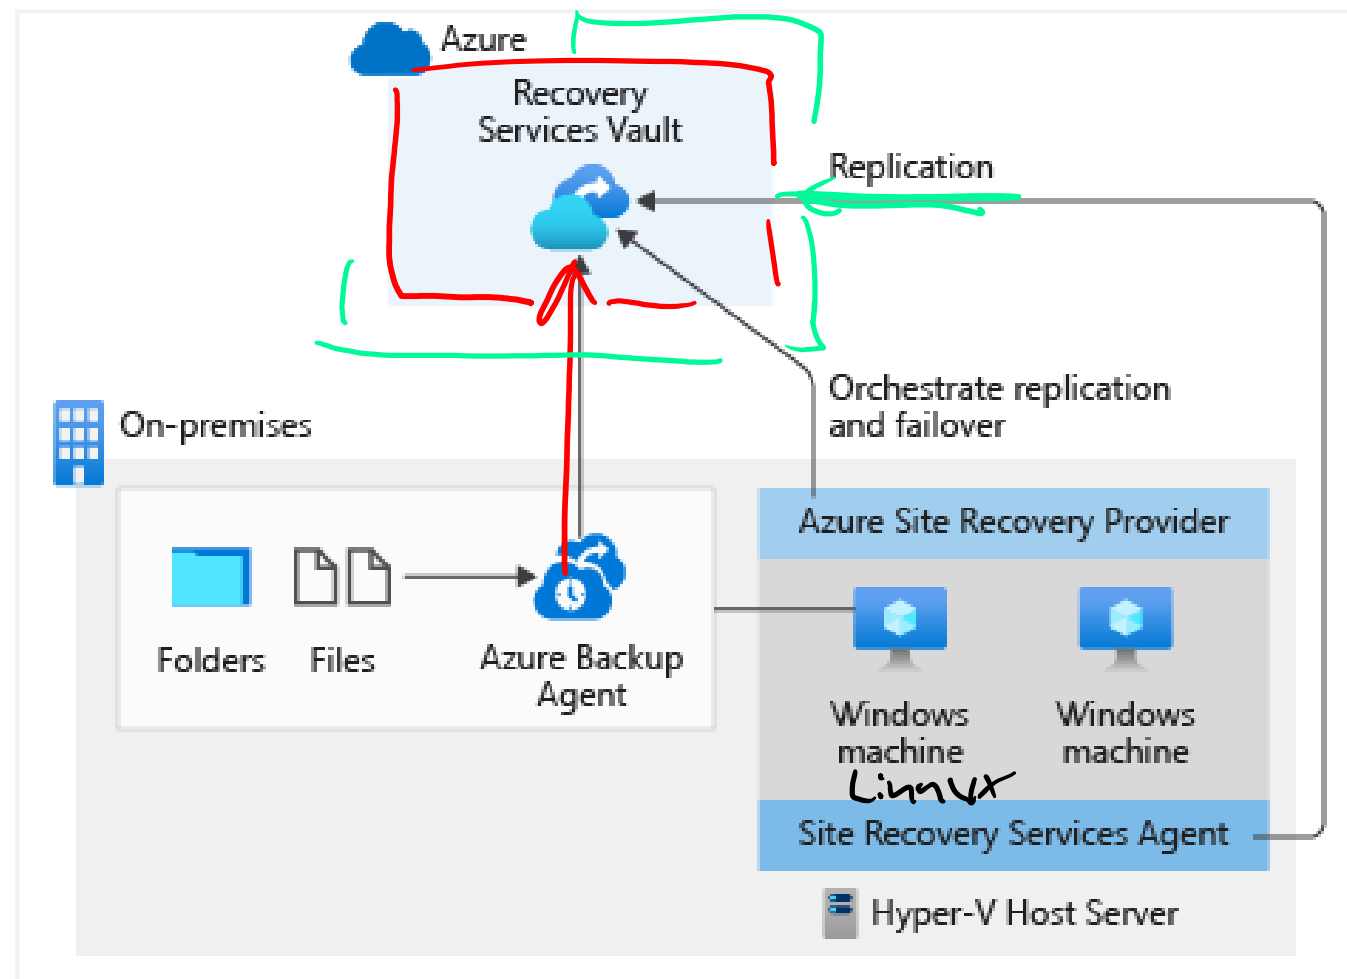 Azure
Recovery
Services Vault
Replication
Orchestrate replication
and failover
On-premises
Azure Site Recovery Provider
Folders
Files
Azure Backup
Agent
Windows
machine
Windows
machine
Linux
Site Recovery Services Agent
Hyper-V Host Server